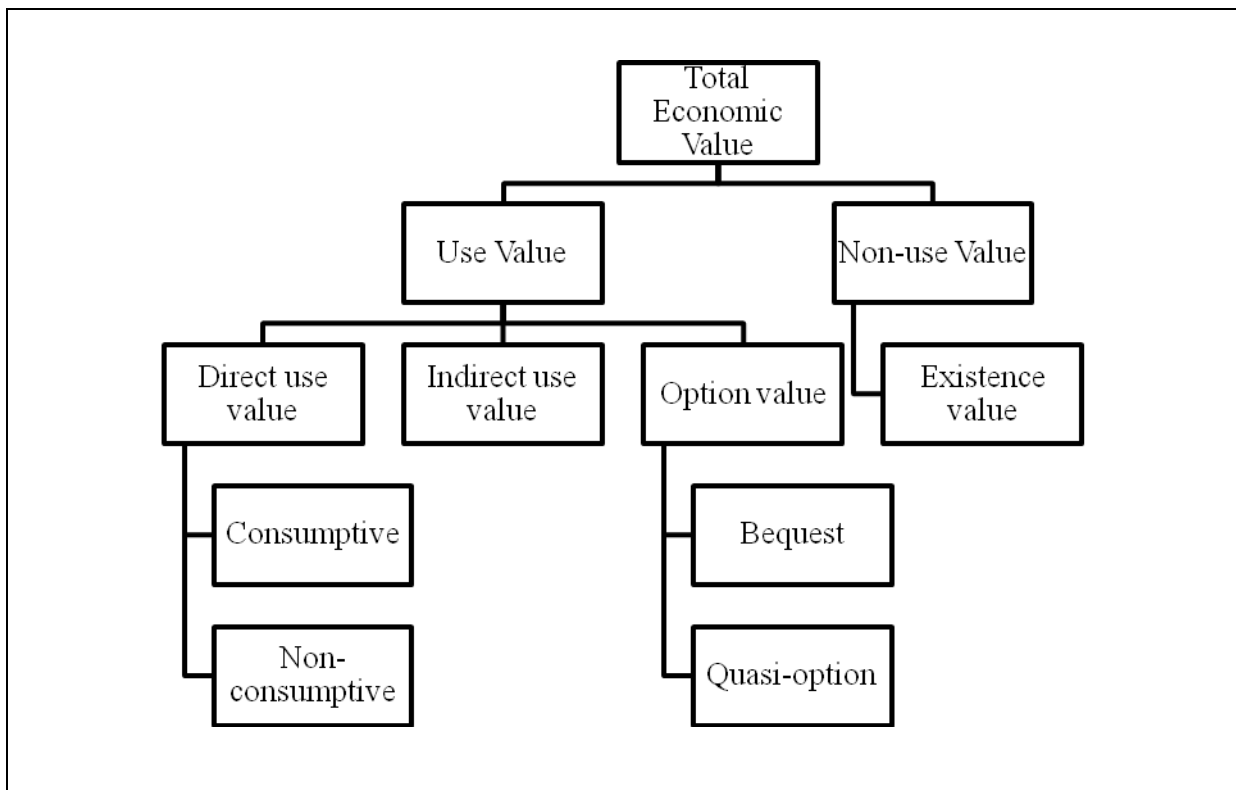 Total
Economic
Value
Use Value
Non-use Value
Direct use
value
Indirect use
value
Option value
Existence
value
Consumptive
Bequest
Non-
consumptive
Quasi-option